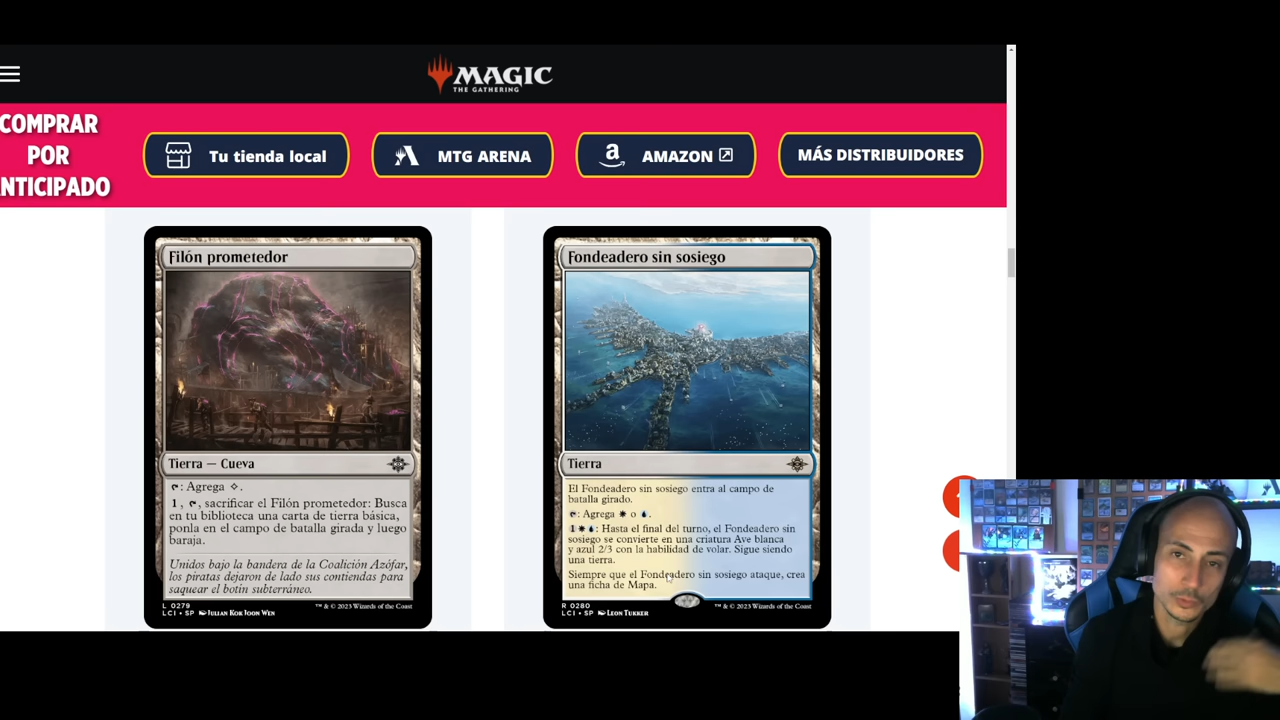 MAGIC
THE GATHERING
COMPRAR
POR
NTICIPADO
Tu tienda local
MTG ARENA
AMAZON
MÁS DISTRIBUIDORES
Filón prometedor
Tierra — Cueva
: Agrega .
1, , sacrificar el Filón prometedor: Busca
en tu biblioteca una carta de tierra básica,
ponla en el campo de batalla girada y luego
baraja.
Unidos bajo la bandera de la Coalición Azófar,
los piratas dejaron de lado sus contiendas para
saquear el botín subterráneo.
L 0279
LCI • SP JULIAN KOK JOON WEN
™ & © 2023 Wizards of the Coast
Fondeadero sin sosiego
Tierra
El Fondeadero sin sosiego entra al campo de
batalla girado.
: Agrega o .
1: Hasta el final del turno, el Fondeadero sin
sosiego se convierte en una criatura Ave blanca
y azul 2/3 con la habilidad de volar. Sigue siendo
una tierra.
Siempre que el Fondeadero sin sosiego ataque, crea
una ficha de Mapa.
R 0280
LCI • SP LEON TUKKER
™ & © 2023 Wizards of the Coast